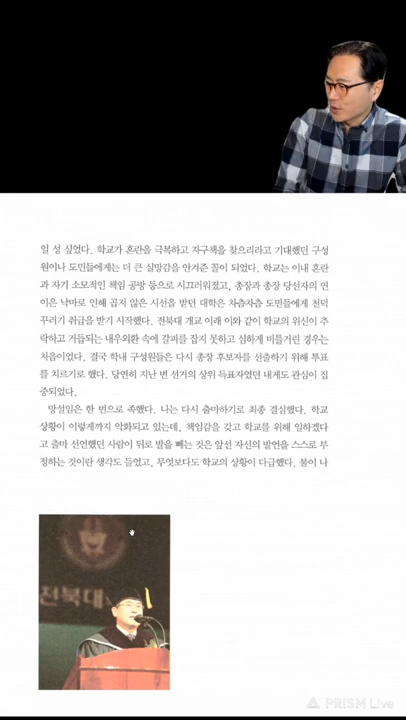 일 성 싶었다. 학교가 혼란을 극복하고 자구책을 찾으리라고 기대했던 구성
원이나 도민들에게는 더 큰 실망감을 안겨준 꼴이 되었다. 학교는 이내 혼란
과 자기 소모적인 책임 공방 등으로 시끄러워졌고, 총장과 총장 당선자의 연
이은 낙마로 인해 곱지 않은 시선을 받던 대학은 차츰차츰 도민들에게 천덕
꾸러기 취급을 받기 시작했다. 전북대 개교 이래 이와 같이 학교의 위신이 추
락하고 거듭되는 내우외환 속에 갈피를 잡지 못하고 심하게 비틀거린 경우는
처음이었다. 결국 학내 구성원들은 다시 총장 후보자를 선출하기 위해 투표
를 치르기로 했다. 당연히 지난 번 선거의 상위 득표자였던 내게도 관심이 집
중되었다.
망설임은 한 번으로 족했다. 나는 다시 출마하기로 최종 결심했다. 학교
상황이 이렇게까지 악화되고 있는데, 책임감을 갖고 학교를 위해 일하겠다
고 출마 선언했던 사람이 뒤로 발을 빼는 것은 앞선 자신의 발언을 스스로 부
정하는 것이란 생각도 들었고, 무엇보다도 학교의 상황이 다급했다. 불이 나
전북대
PRISM Live